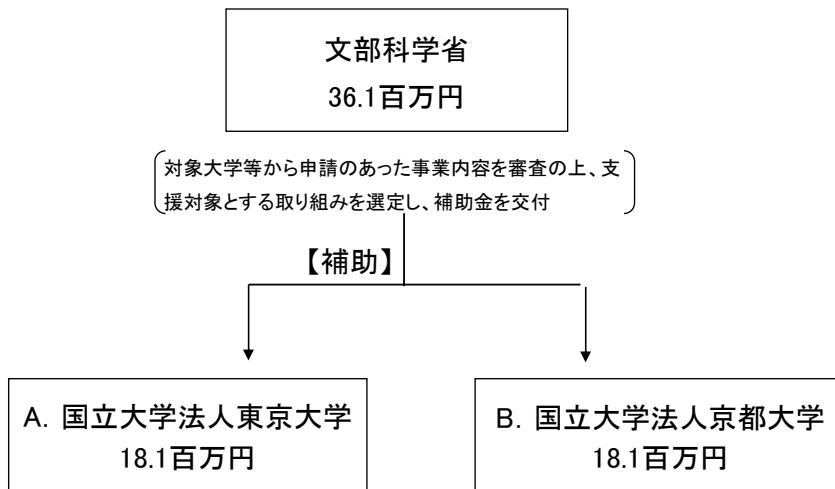 文部科学省
36.1百万円
対象大学等から申請のあった事業内容を審査の上、支
援対象とする取り組みを選定し、補助金を交付
【補助】
A. 国立大学法人東京大学
18.1百万円
B. 国立大学法人京都大学
18.1百万円